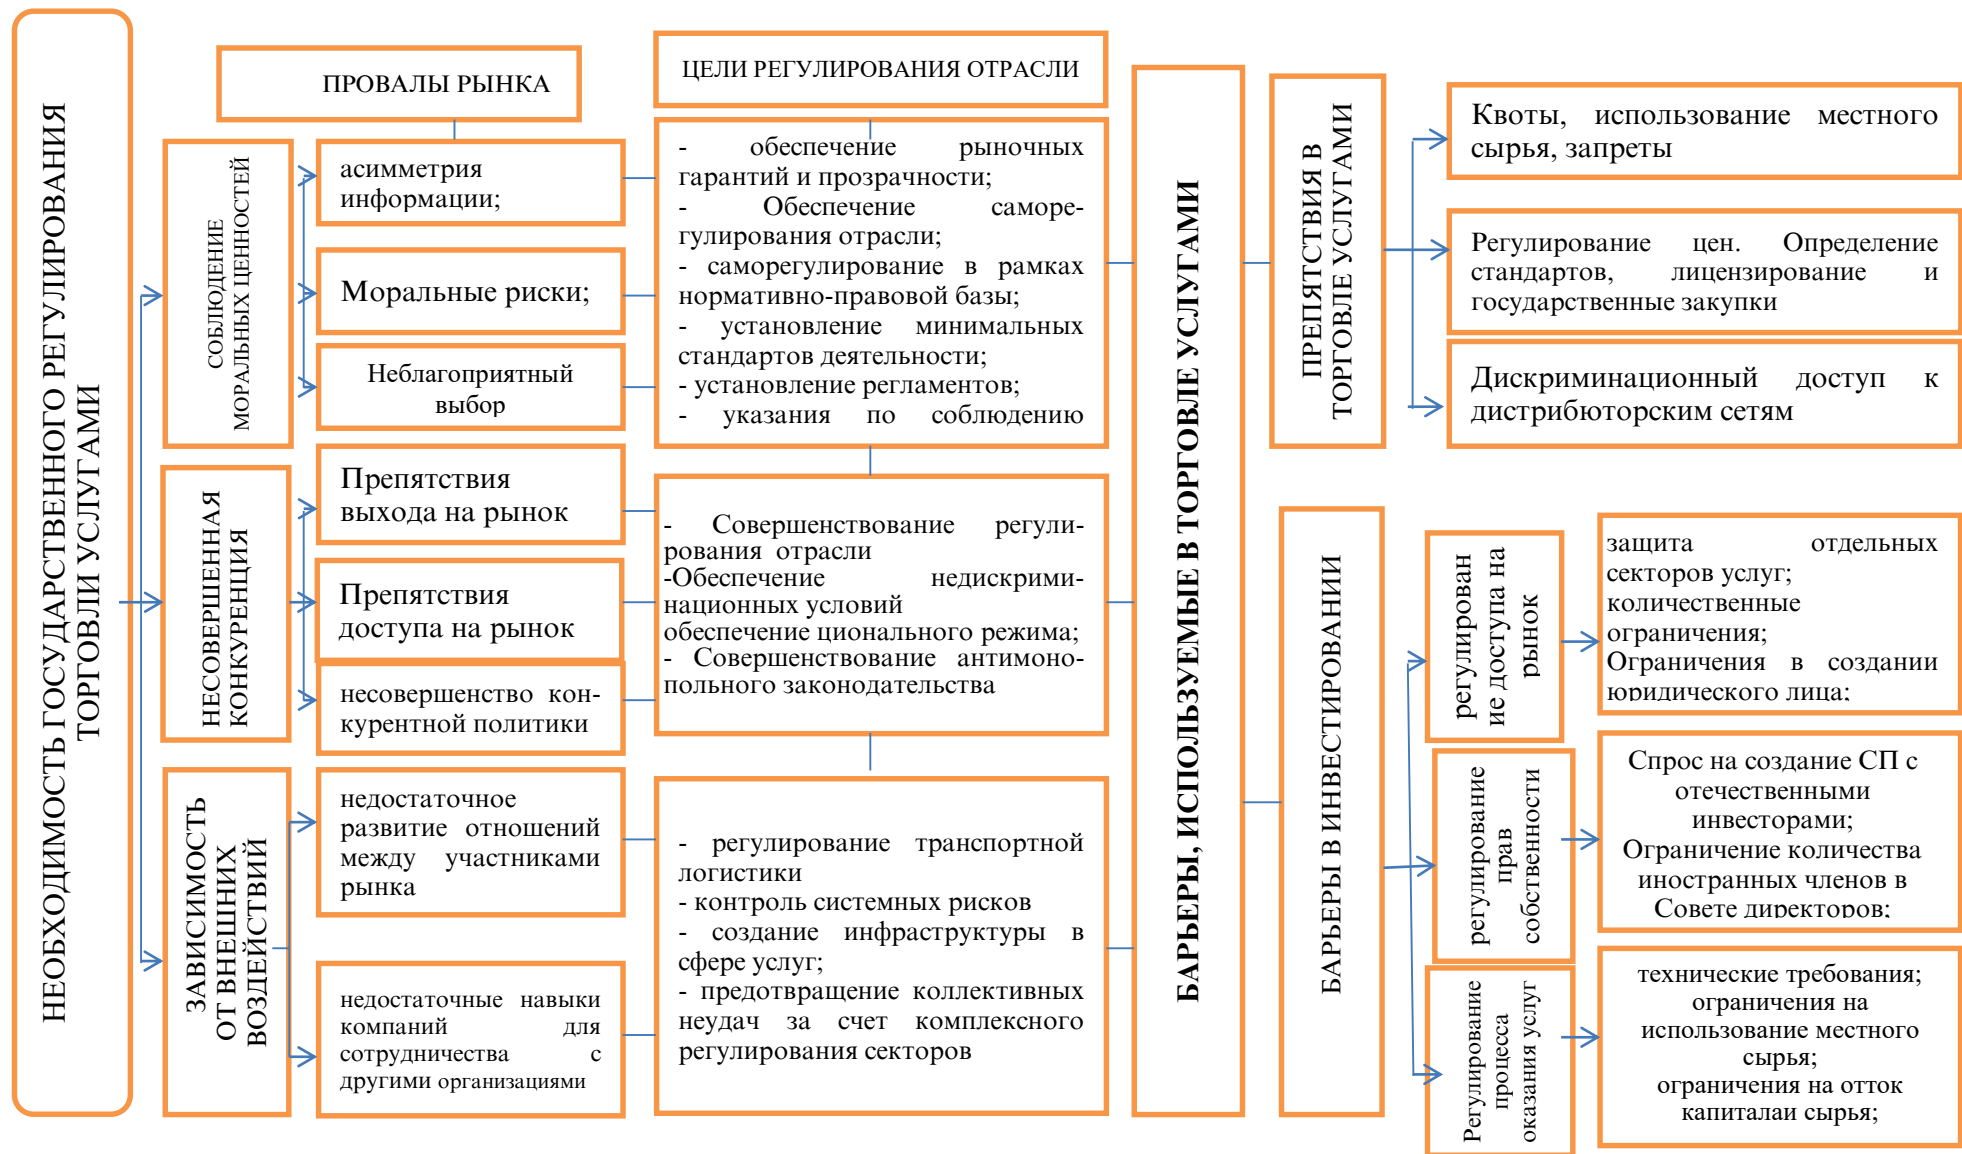 НЕОБХОДИМОСТЬ ГОСУДАРСТВЕННОГО РЕГУЛИРОВАНИЯ
ТОРГОВЛИ УСЛУГАМИ
ПРОВАЛЫ РЫНКА
ЦЕЛИ РЕГУЛИРОВАНИЯ ОТРАСЛИ
СОБЛЮДЕНИЕ
МОРАЛЬНЫХ ЦЕННОСТЕЙ
асимметрия
информации;
Моральные риски;
Неблагоприятный
выбор
- обеспечение рыночных
гарантий и прозрачности;
- Обеспечение саморе-
гулирования отрасли;
- саморегулирование в рамках
нормативно-правовой базы;
- установление минимальных
стандартов деятельности;
- установление регламентов;
- указания по соблюдению
НЕСОВЕРШЕННАЯ
КОНКУРЕНЦИЯ
Препятствия
выхода на рынок
Препятствия
доступа на рынок
несовершенство кон-
курентной политики
- Совершенствование регули-
рования отрасли
-Обеспечение недискрими-
национных условий
обеспечение ционального режима;
- Совершенствование антимоно-
польного законодательства
ЗАВИСИМОСТЬ
ОТ ВНЕШНИХ
ВОЗДЕЙСТВИЙ
недостаточное
развитие отношений
между участниками
рынка
недостаточные навыки
компаний для
сотрудничества с
другими организациями
- регулирование транспортной
логистики
- контроль системных рисков
- создание инфраструктуры в
сфере услуг;
- предотвращение коллективных
неудач за счет комплексного
регулирования секторов
БАРЬЕРЫ, ИСПОЛЬЗУЕМЫЕ В ТОРГОВЛЕ УСЛУГАМИ
ПРЕПЯТСТВИЯ В
ТОРГОВЛЕ УСЛУГАМИ
Квоты, использование местного
сырья, запреты
Регулирование цен. Определение
стандартов, лицензирование и
государственные закупки
Дискриминационный доступ к
дистрибюторским сетям
БАРЬЕРЫ В ИНВЕСТИРОВАНИИ
регулирован
ие доступа на
рынок
защита отдельных
секторов услуг;
количественные
ограничения;
Ограничения в создании
юридического лица;
регулирование
прав
собственности
Спрос на создание СП с
отечественными
инвесторами;
Ограничение количества
иностранных членов в
Совете директоров;
Регулирование
процесса
оказания услуг
технические требования;
ограничения на
использование местного
сырья;
ограничения на отток
капиталаи сырья;